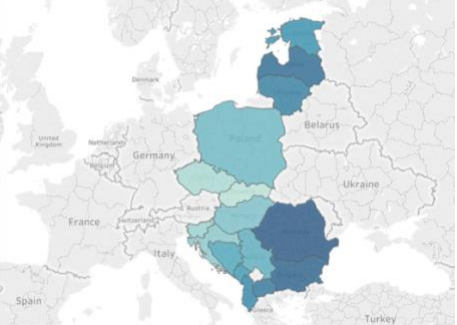 Denmark
United
Kingdom
Netherlands
Belarus
Poland
Germany
Belgium
Ukraine
Austria
France
Switzerland
Italy
Spain
Greece
Turkey